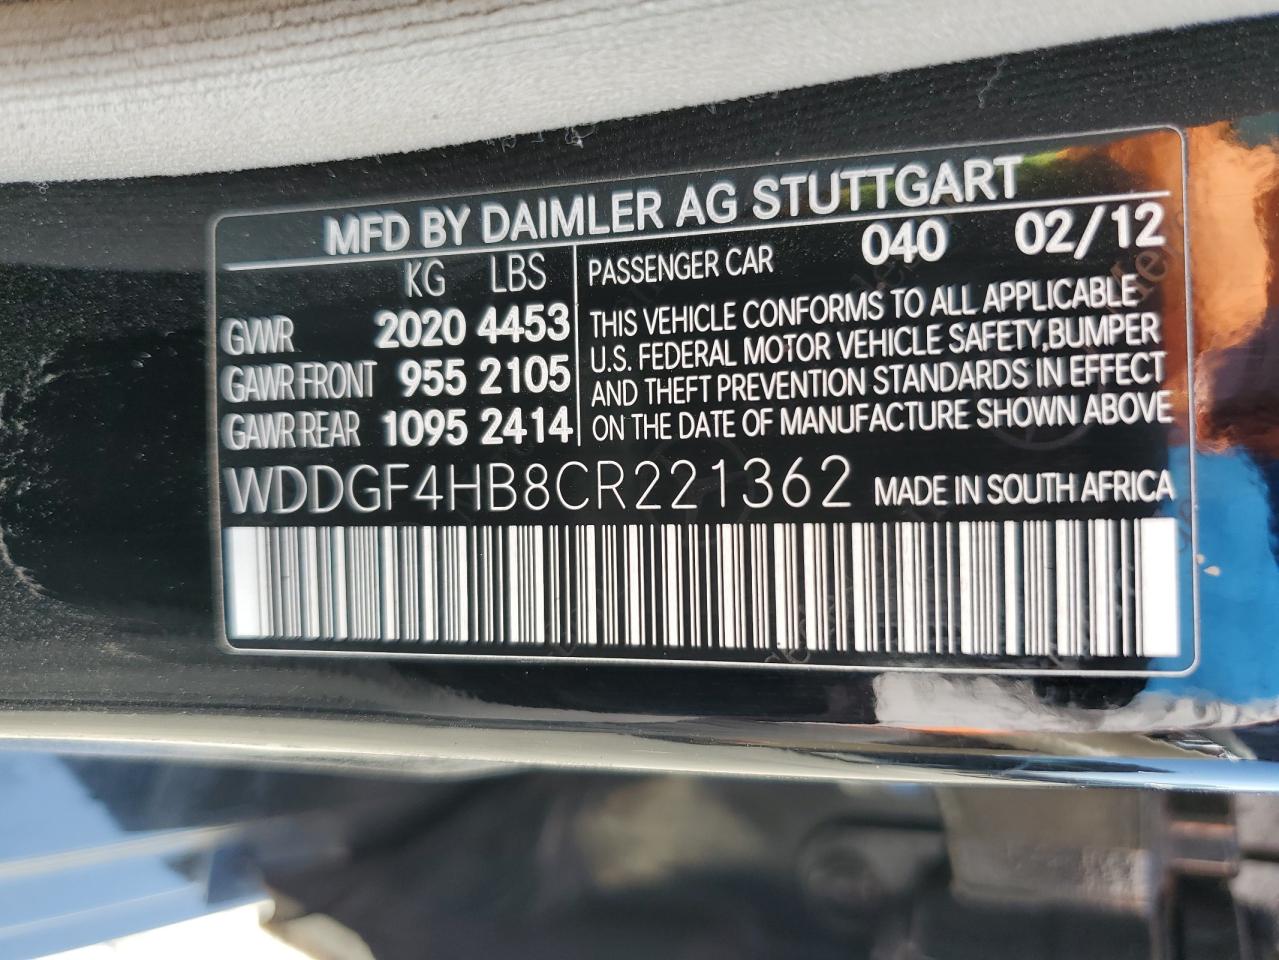 MFD BY DAIMLER AG STUTTGART
KG LBS
GVWR 2020 4453
GAWR FRONT 955 2105
GAWR REAR 1095 2414
PASSENGER CAR 040 02/12
THIS VEHICLE CONFORMS TO ALL APPLICABLE
U.S. FEDERAL MOTOR VEHICLE SAFETY,BUMPER
AND THEFT PREVENTION STANDARDS IN EFFECT
ON THE DATE OF MANUFACTURE SHOWN ABOVE
WDDGF4HB8CR221362 MADE IN SOUTH AFRICA